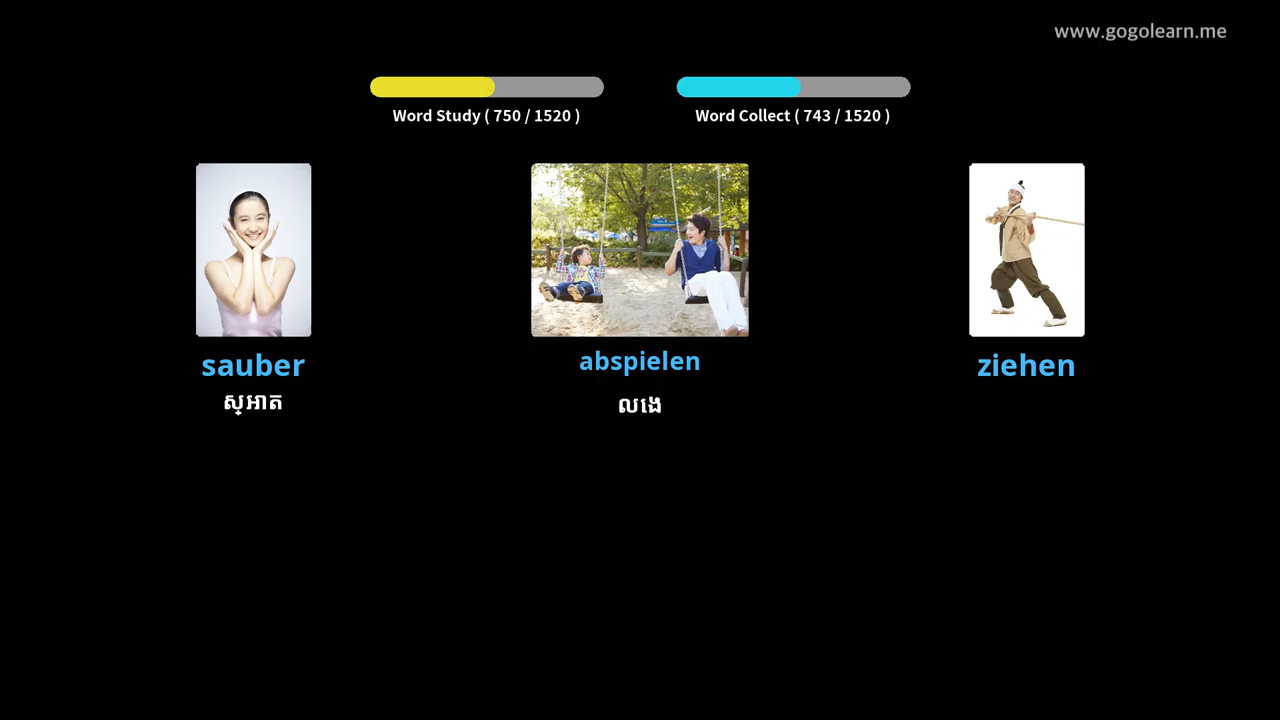 www.gogolearn.me
Word Study ( 750 / 1520 )
Word Collect ( 743 / 1520 )
sauber
abspielen
ziehen
ស្អាត
លេង